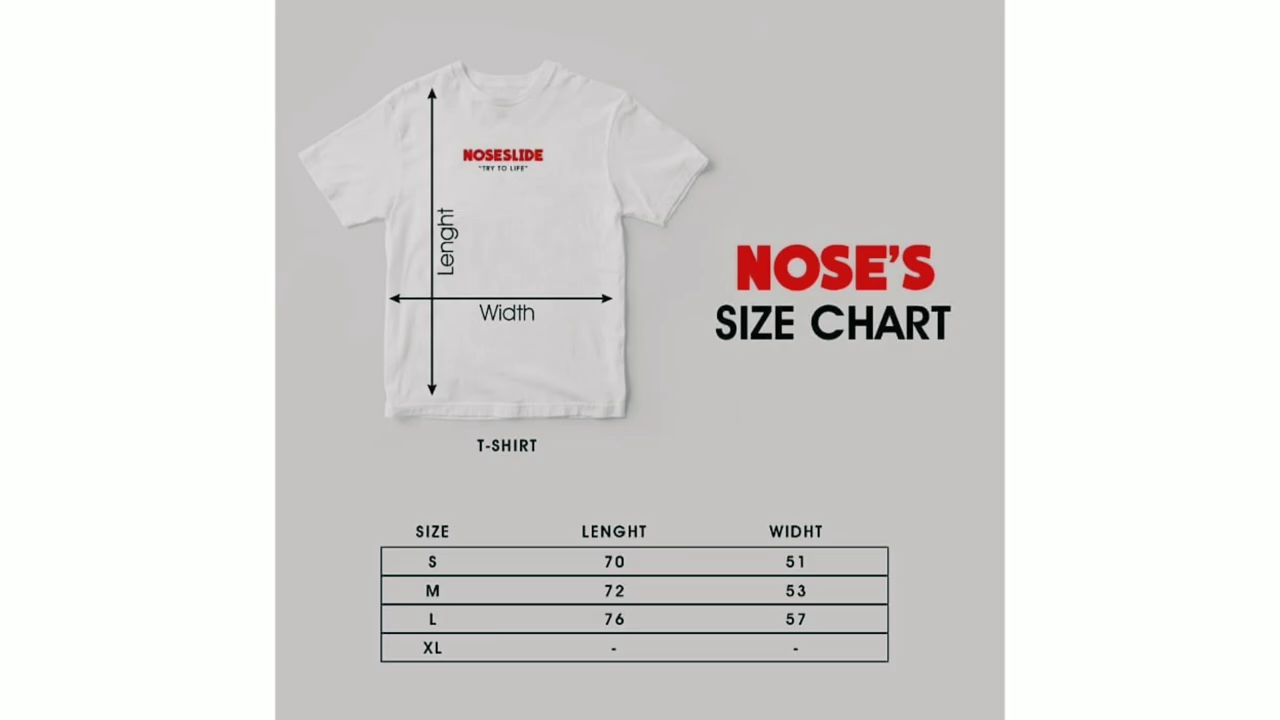 NOSESLIDE
"TRY TO LIFE"
Lenght
Width
T-SHIRT
NOSE'S
SIZE CHART
SIZE LENGHT WIDHT
S 70 51
M 72 53
L 76 57
XL - -